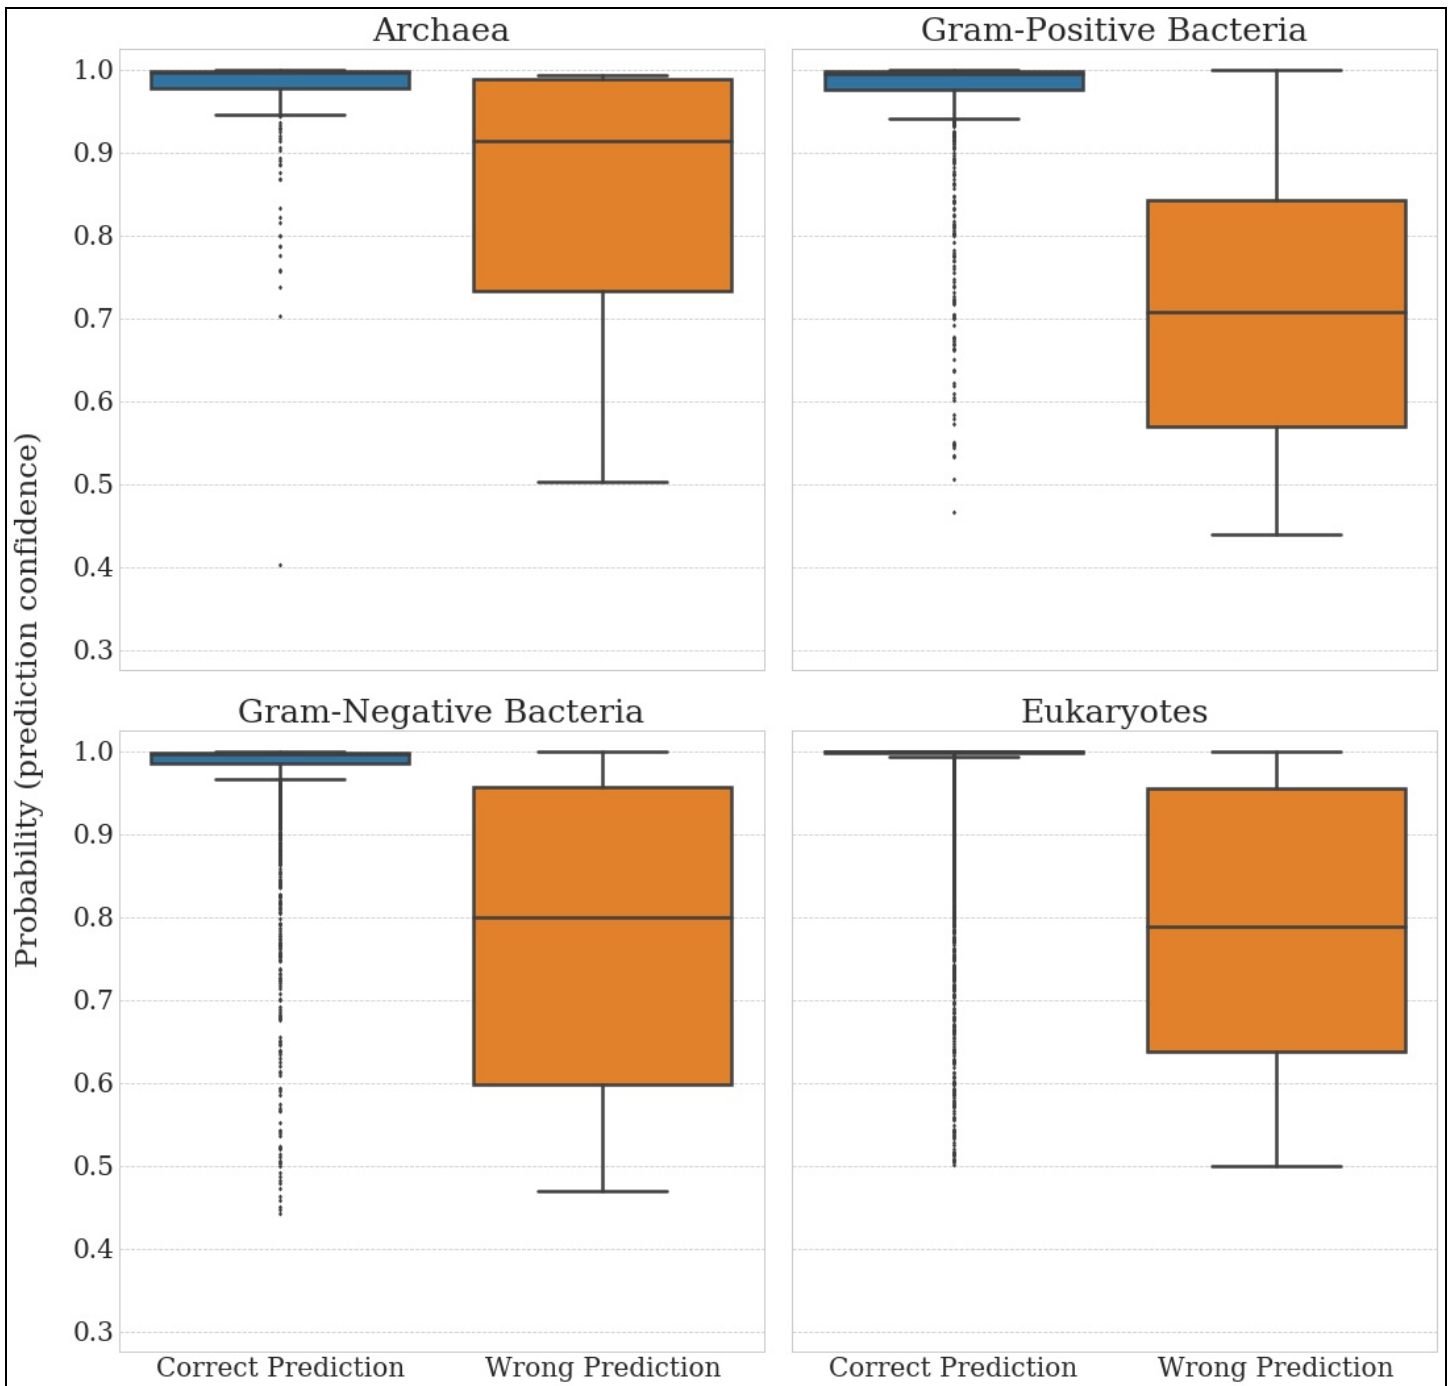 Archaea
Gram-Positive Bacteria
1.0
0.9
0.8
0.7
0.6
0.5
0.4
0.3
Probability (prediction confidence)
Gram-Negative Bacteria
Eukaryotes
1.0
0.9
0.8
0.7
0.6
0.5
0.4
0.3
Correct Prediction
Wrong Prediction
Correct Prediction
Wrong Prediction